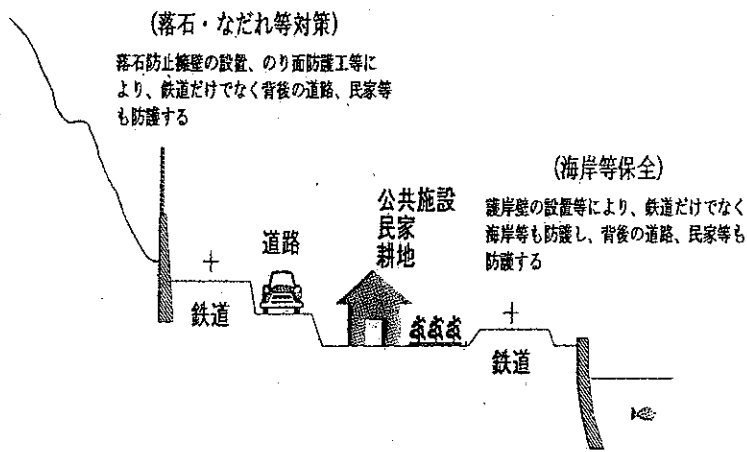 (落石・なだれ等対策)
落石防止擁壁の設置、のり面防護工等に
より、鉄道だけでなく背後の道路、民家等
も防護する
(海岸等保全)
護岸壁の設置等により、鉄道だけでなく
海岸等も防護し、背後の道路、民家等も
防護する
公共施設
民家
耕地
道路
鉄道
鉄道